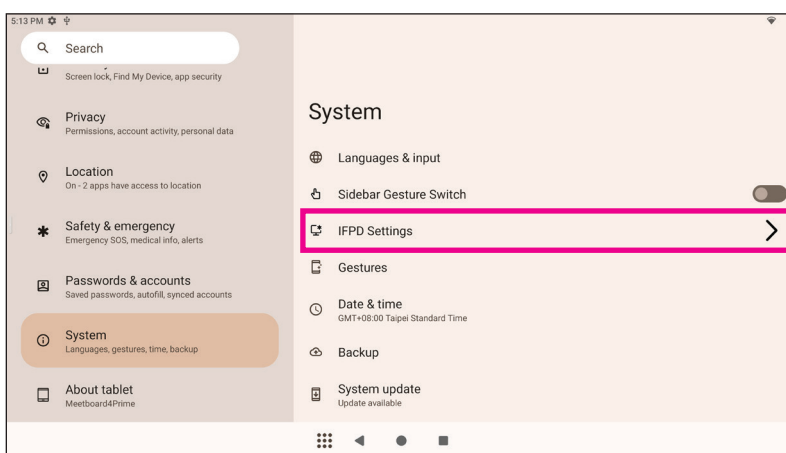 5:13 PM
Search
Screen lock, Find My Device, app security
Privacy
Permissions, account activity, personal data
Location
On - 2 apps have access to location
Safety & emergency
Emergency SOS, medical info, alerts
Passwords & accounts
Saved passwords, autofill, synced accounts
System
Languages, gestures, time, backup
About tablet
Meetboard4Prime
System
Languages & input
Sidebar Gesture Switch
IFPD Settings
Gestures
Date & time
GMT+08:00 Taipei Standard Time
Backup
System update
Update available